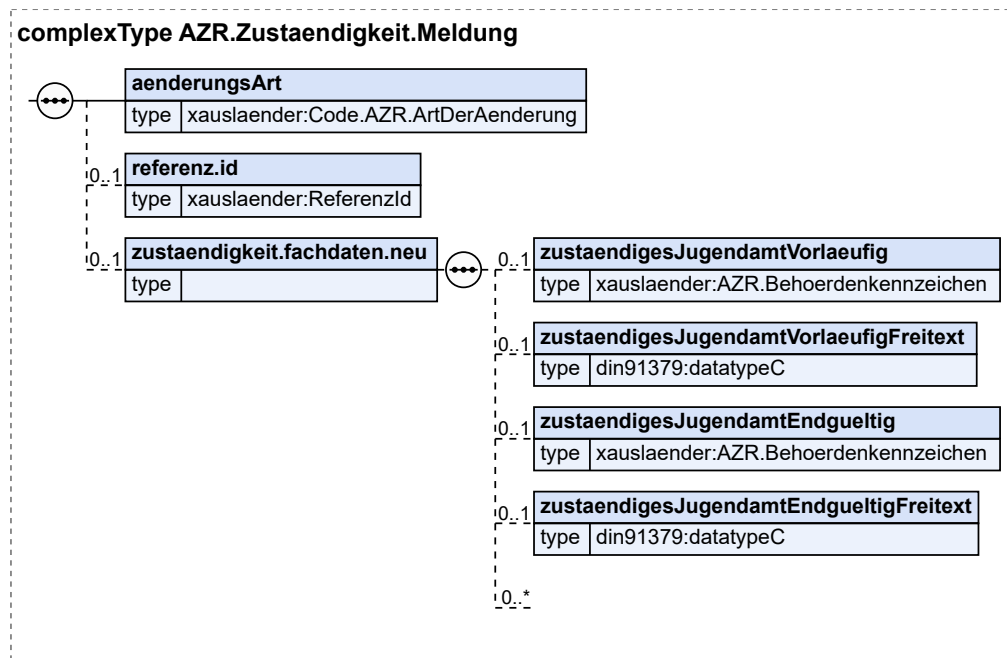 complexType AZR.Zustaendigkeit.Meldung
aenderungsArt
type xauslaender:Code.AZR.ArtDerAenderung
0..1 referenz.id
type xauslaender:ReferenzId
0..1 zustaendigkeit.fachdaten.neu
type
0..1 zustaendigesJugendamtVorlaeufig
type xauslaender:AZR.Behoerdenkennzeichen
0..1 zustaendigesJugendamtVorlaeufigFreitext
type din91379:datatypeC
0..1 zustaendigesJugendamtEndgueltig
type xauslaender:AZR.Behoerdenkennzeichen
0..1 zustaendigesJugendamtEndgueltigFreitext
type din91379:datatypeC
0..*